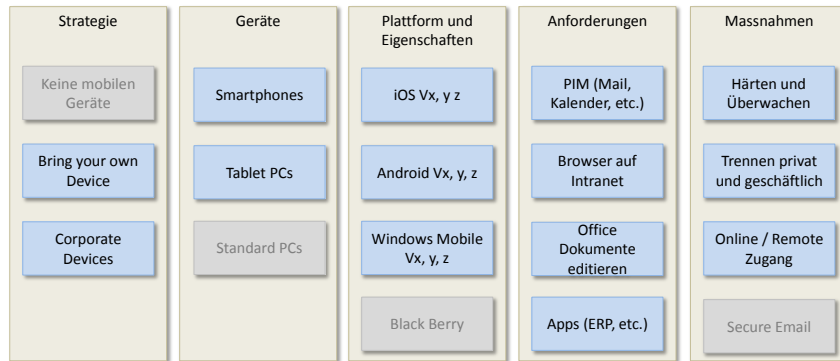 Strategie
Keine mobilen
Geräte
Bring your own
Device
Corporate
Devices
Geräte
Smartphones
Tablet PCs
Standard PCs
Plattform und
Eigenschaften
iOS Vx, y z
Android Vx, y, z
Windows Mobile
Vx, y, z
Black Berry
Anforderungen
PIM (Mail,
Kalender, etc.)
Browser auf
Intranet
Office
Dokumente
editieren
Apps (ERP, etc.)
Massnahmen
Härten und
Überwachen
Trennen privat
und geschäftlich
Online / Remote
Zugang
Secure Email